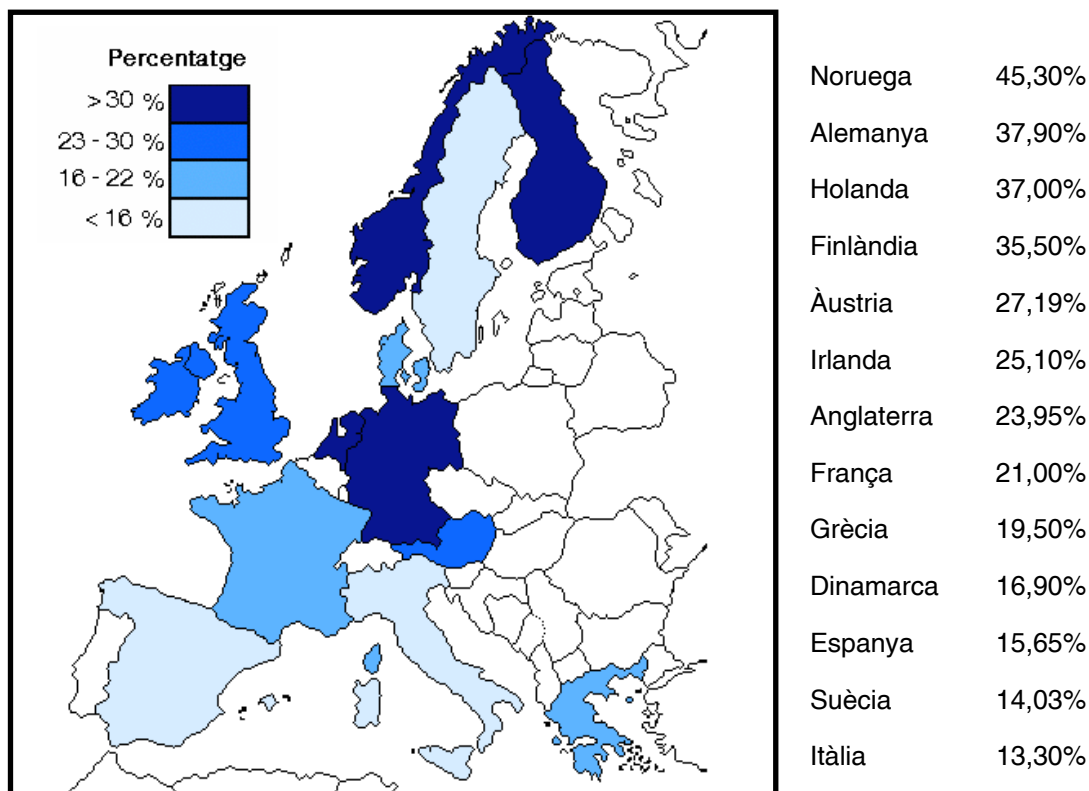 Percentatge
>30 %
23 - 30 %
16 - 22 %
<16 %
Noruega 45,30%
Alemanya 37,90%
Holanda 37,00%
Finlàndia 35,50%
Àustria 27,19%
Irlanda 25,10%
Anglaterra 23,95%
França 21,00%
Grècia 19,50%
Dinamarca 16,90%
Espanya 15,65%
Suècia 14,03%
Itàlia 13,30%